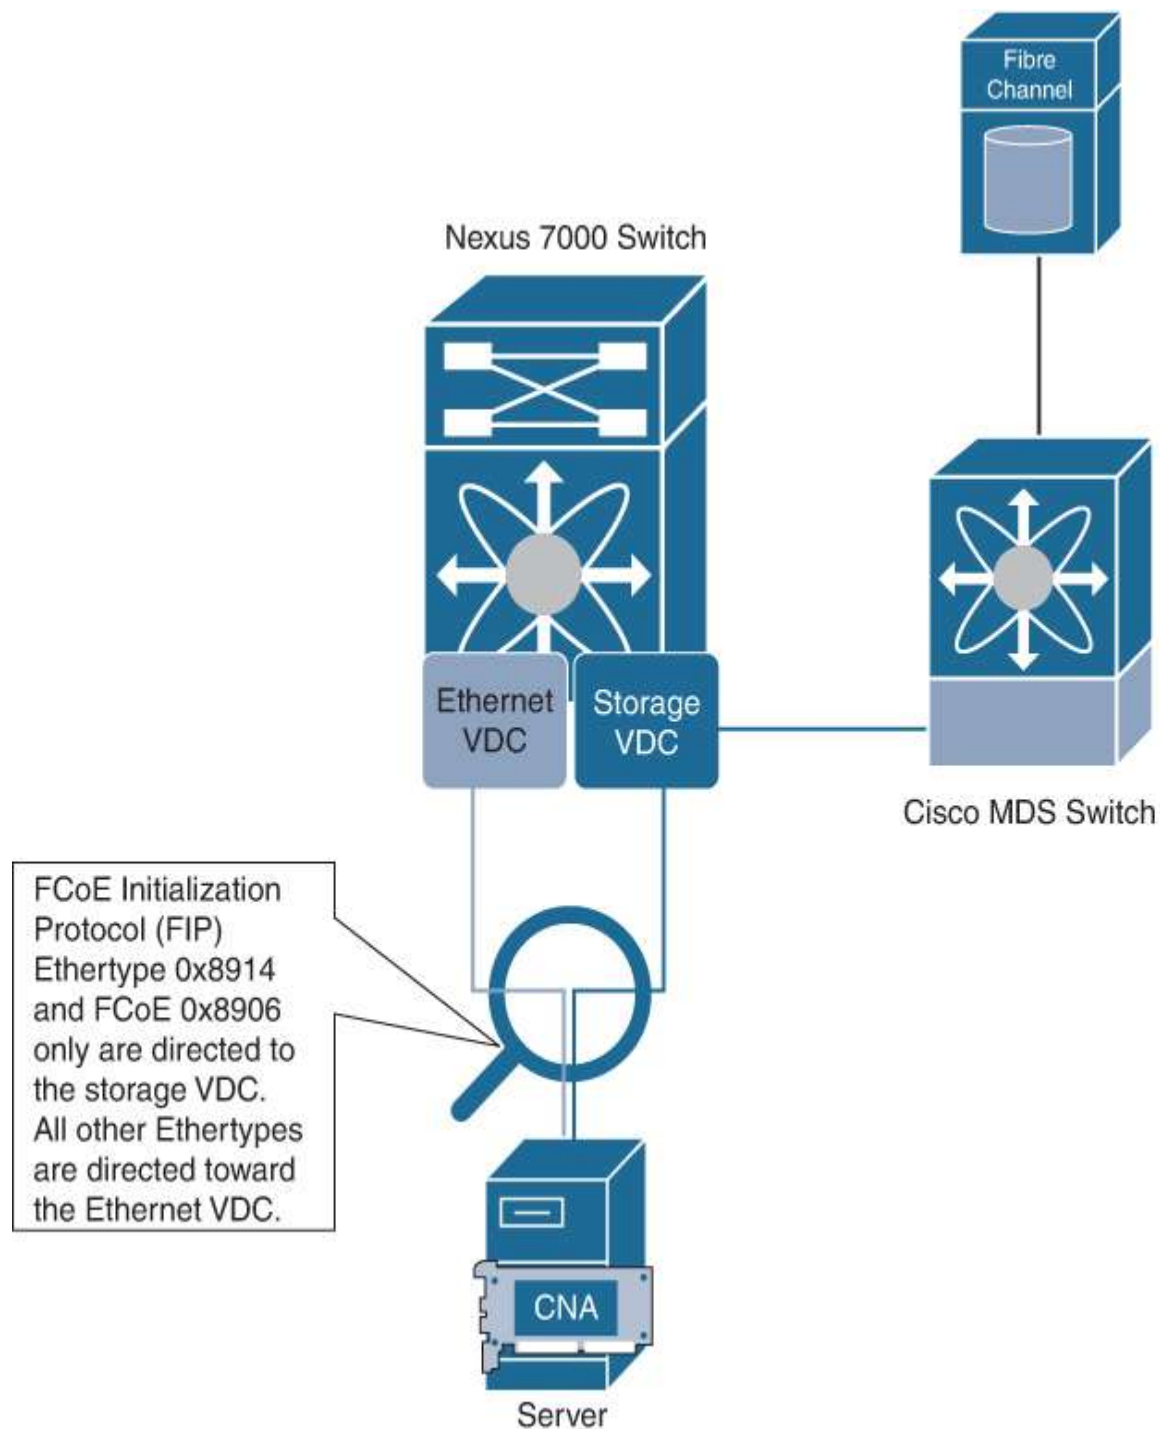 Fibre
Channel
Nexus 7000 Switch
Ethernet
VDC
Storage
VDC
Cisco MDS Switch
FCoE Initialization
Protocol (FIP)
Ethertype 0x8914
and FCoE 0x8906
only are directed to
the storage VDC.
All other Ethertypes
are directed toward
the Ethernet VDC.
CNA
Server